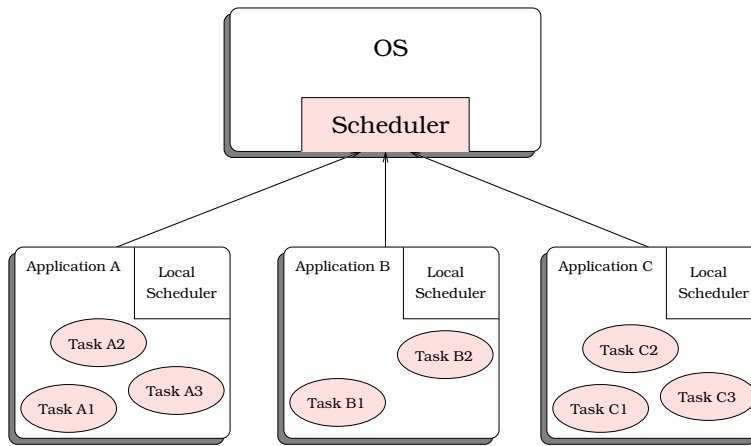 OS
Scheduler
Application A
Local
Scheduler
Task A2
Task A3
Task A1
Application B
Local
Scheduler
Task B2
Task B1
Application C
Local
Scheduler
Task C2
Task C3
Task C1